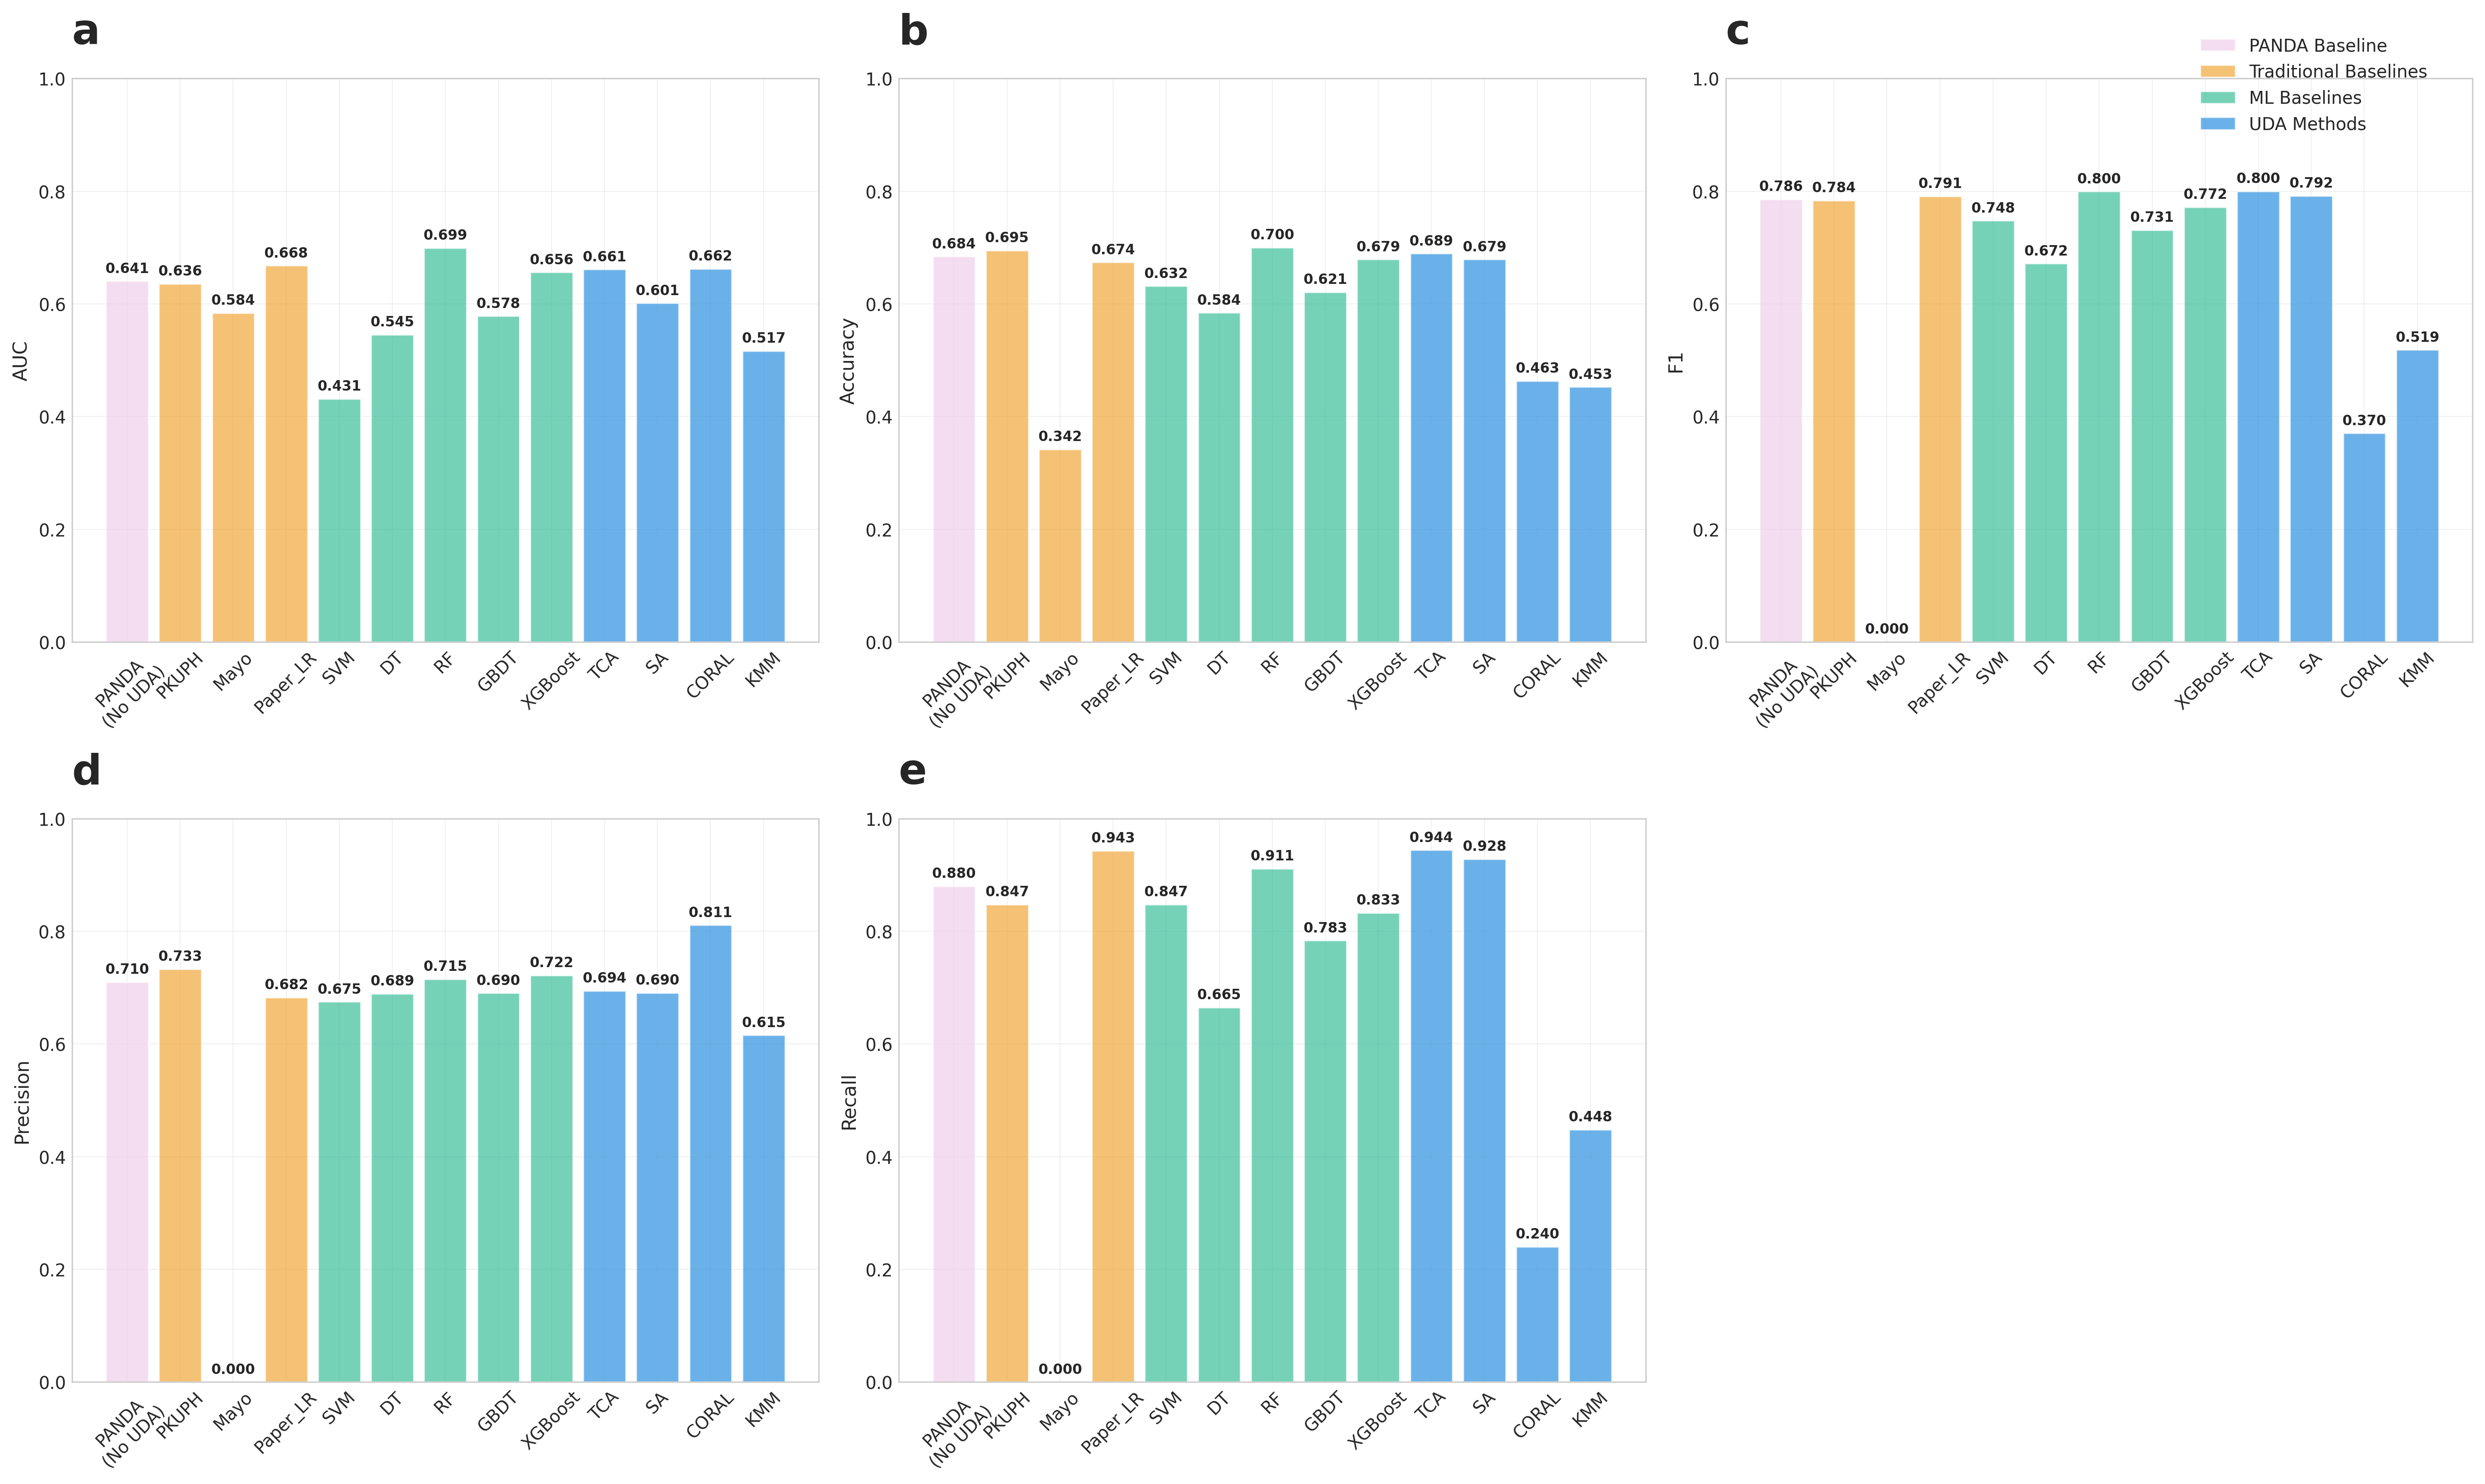 a
1.0
0.8
0.6
0.4
0.2
0.0
AUC
0.641
0.636
0.584
0.668
0.431
0.545
0.699
0.578
0.656
0.661
0.601
0.662
0.517
PANDA
(No UDA)
PKUPH
Mayo
Paper_LR
SVM
DT
RF
GBDT
XGBoost
TCA
SA
CORAL
KMM
b
1.0
0.8
0.6
0.4
0.2
0.0
Accuracy
0.684
0.695
0.342
0.674
0.632
0.584
0.700
0.621
0.679
0.689
0.679
0.463
0.453
PANDA
(No UDA)
PKUPH
Mayo
Paper_LR
SVM
DT
RF
GBDT
XGBoost
TCA
SA
CORAL
KMM
c
PANDA Baseline
Traditional Baselines
ML Baselines
UDA Methods
1.0
0.8
0.6
0.4
0.2
0.0
F1
0.786
0.784
0.000
0.791
0.748
0.672
0.800
0.731
0.772
0.800
0.792
0.370
0.519
PANDA
(No UDA)
PKUPH
Mayo
Paper_LR
SVM
DT
RF
GBDT
XGBoost
TCA
SA
CORAL
KMM
d
1.0
0.8
0.6
0.4
0.2
0.0
Precision
0.710
0.733
0.000
0.682
0.675
0.689
0.715
0.690
0.722
0.694
0.690
0.811
0.615
PANDA
(No UDA)
PKUPH
Mayo
Paper_LR
SVM
DT
RF
GBDT
XGBoost
TCA
SA
CORAL
KMM
e
1.0
0.8
0.6
0.4
0.2
0.0
Recall
0.880
0.847
0.000
0.943
0.847
0.665
0.911
0.783
0.833
0.944
0.928
0.240
0.448
PANDA
(No UDA)
PKUPH
Mayo
Paper_LR
SVM
DT
RF
GBDT
XGBoost
TCA
SA
CORAL
KMM